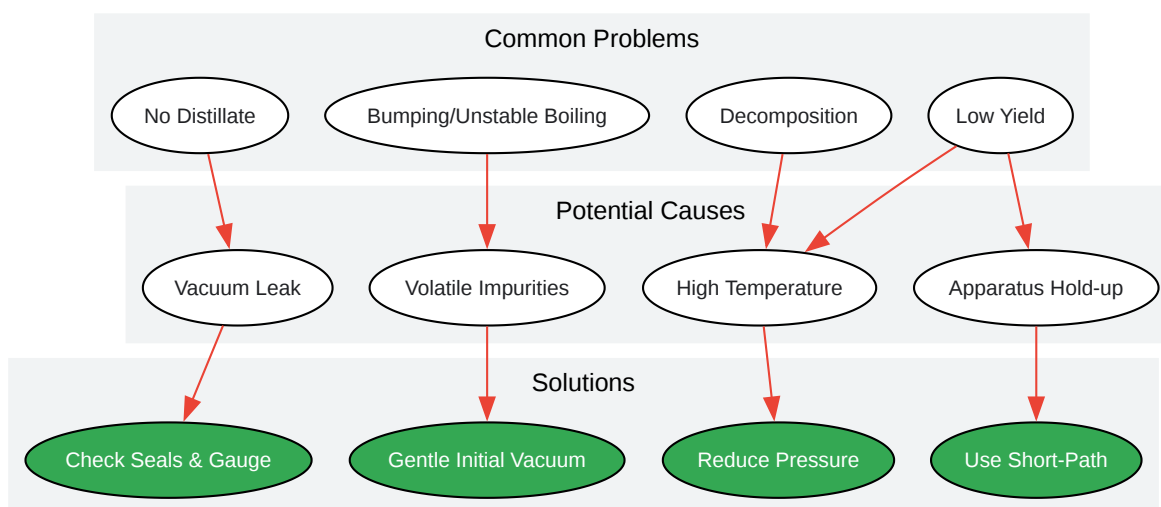 Common Problems
No Distillate
Bumping/Unstable Boiling
Decomposition
Low Yield
Potential Causes
Vacuum Leak
Volatile Impurities
High Temperature
Apparatus Hold-up
Solutions
Check Seals & Gauge
Gentle Initial Vacuum
Reduce Pressure
Use Short-Path